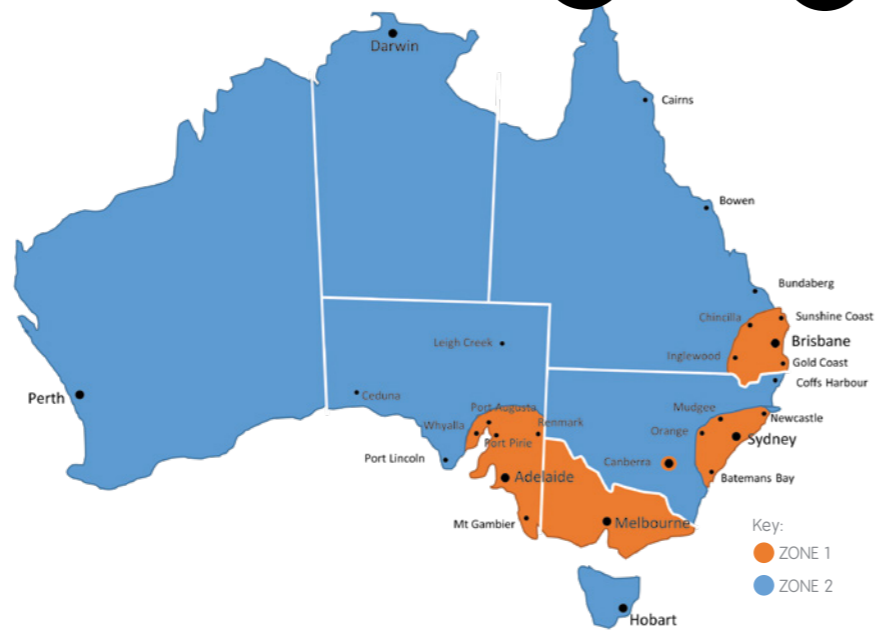 Darwin
Cairns
Bowen
Bundaberg
Chincilla
Sunshine Coast
Brisbane
Leigh Creek
Inglewood
Gold Coast
Coffs Harbour
Perth
Ceduna
Port Augusta
Mudgee
Newcastle
Whyalla
Renmark
Orange
Port Pirie
Sydney
Port Lincoln
Canberra
Adelaide
Batemans Bay
Mt Gambier
Melbourne
Key:
ZONE 1
ZONE 2
Hobart